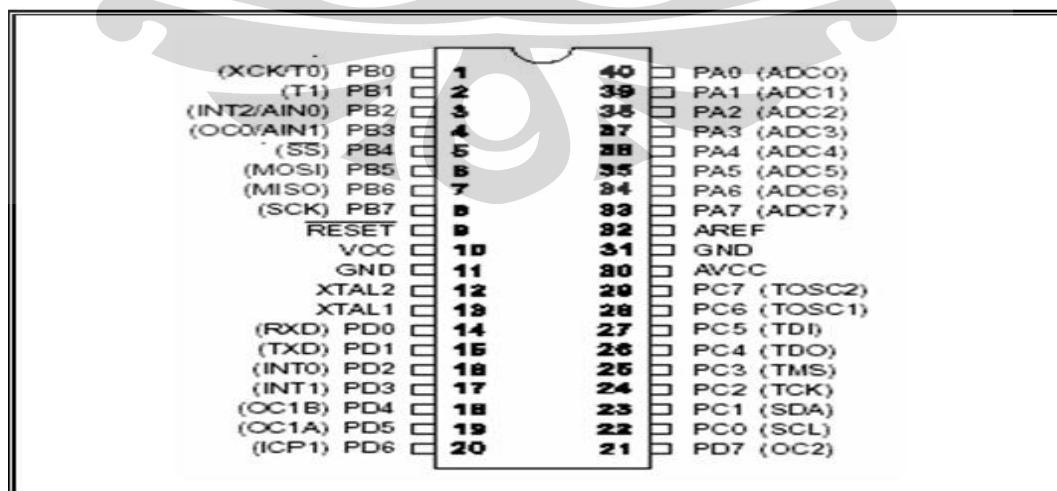 (XCK/T0) PB0 1 40 PA0 (ADC0)
(T1) PB1 2 39 PA1 (ADC1)
(INT2/AIN0) PB2 3 38 PA2 (ADC2)
(OC0/AIN1) PB3 4 37 PA3 (ADC3)
(SS) PB4 5 36 PA4 (ADC4)
(MOSI) PB5 6 35 PA5 (ADC5)
(MISO) PB6 7 34 PA6 (ADC6)
(SCK) PB7 8 33 PA7 (ADC7)
RESET 9 32 AREF
VCC 10 31 GND
GND 11 30 AVCC
XTAL2 12 29 PC7 (TOSC2)
XTAL1 13 28 PC6 (TOSC1)
(RXD) PD0 14 27 PC5 (TDI)
(TXD) PD1 15 26 PC4 (TDO)
(INT0) PD2 16 25 PC3 (TMS)
(INT1) PD3 17 24 PC2 (TCK)
(OC1B) PD4 18 23 PC1 (SDA)
(OC1A) PD5 19 22 PC0 (SCL)
(ICP1) PD6 20 21 PD7 (OC2)